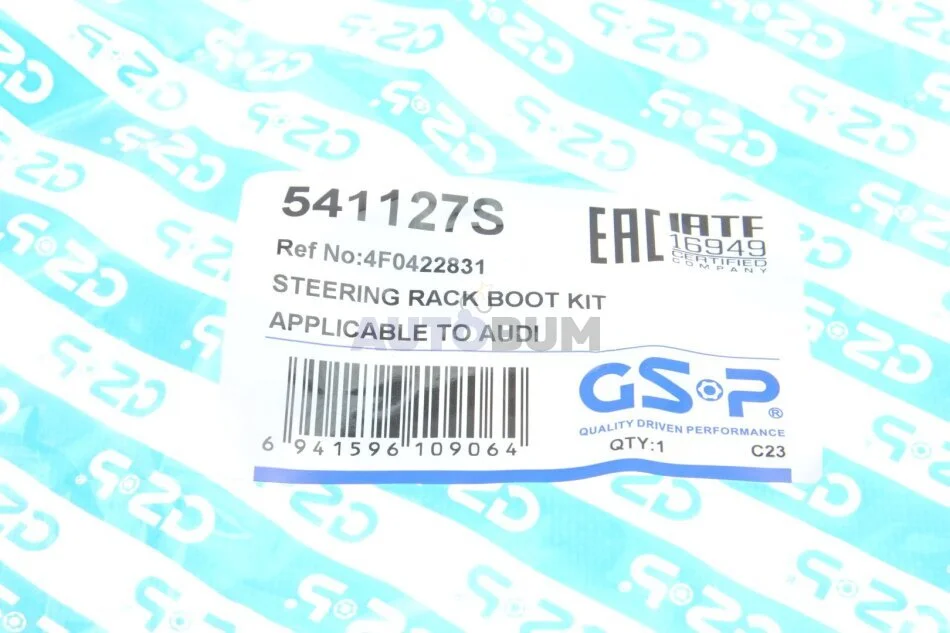 541127S
EAC
IATF
16949
CERTIFIED
COMPANY
Ref No:4F0422831
STEERING RACK BOOT KIT
APPLICABLE TO AUDI
AUTODUM
6 941596 109064
GSP®
QUALITY DRIVEN PERFORMANCE
QTY:1
C23